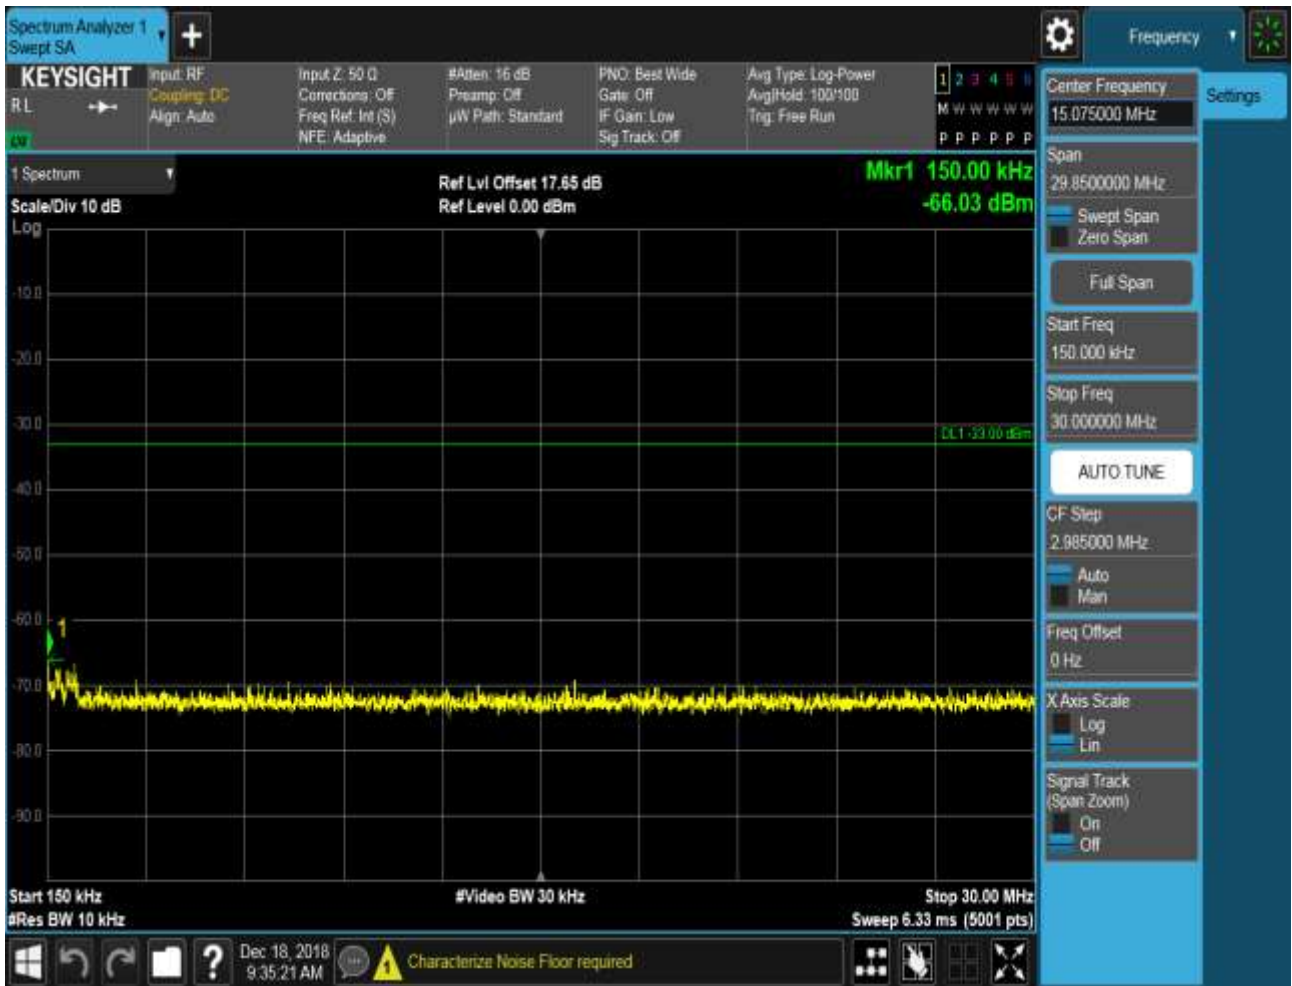 Spectrum Analyzer 1
Swept SA
Frequency
KEYSIGHT
RL
Input: RF
Coupling: DC
Align: Auto
Input Z: 50 Ω
Corrections: Off
Freq Ref: Int (S)
NFE: Adaptive
#Atten: 16 dB
Preamp: Off
µW Path: Standard
PNO: Best Wide
Gate: Off
IF Gain: Low
Sig Track: Off
Avg Type: Log-Power
Avg|Hold: 100/100
Trig: Free Run
1 2 3 4 5 6
M W W W W W
P P P P P P
1 Spectrum
Scale/Div 10 dB
Log
Ref Lvl Offset 17.65 dB
Ref Level 0.00 dBm
Mkr1 150.00 kHz
-66.03 dBm
-10.0
-20.0
-30.0
DL1 -33.00 dBm
-40.0
-50.0
-60.0
1
-70.0
-80.0
-90.0
Start 150 kHz
#Video BW 30 kHz
Stop 30.00 MHz
#Res BW 10 kHz
Sweep 6.33 ms (5001 pts)
Center Frequency
15.075000 MHz
Settings
Span
29.8500000 MHz
Swept Span
Zero Span
Full Span
Start Freq
150.000 kHz
Stop Freq
30.000000 MHz
AUTO TUNE
CF Step
2.985000 MHz
Auto
Man
Freq Offset
0 Hz
X Axis Scale
Log
Lin
Signal Track
(Span Zoom)
On
Off
?
Dec 18, 2018
9:35:21 AM
1
Characterize Noise Floor required